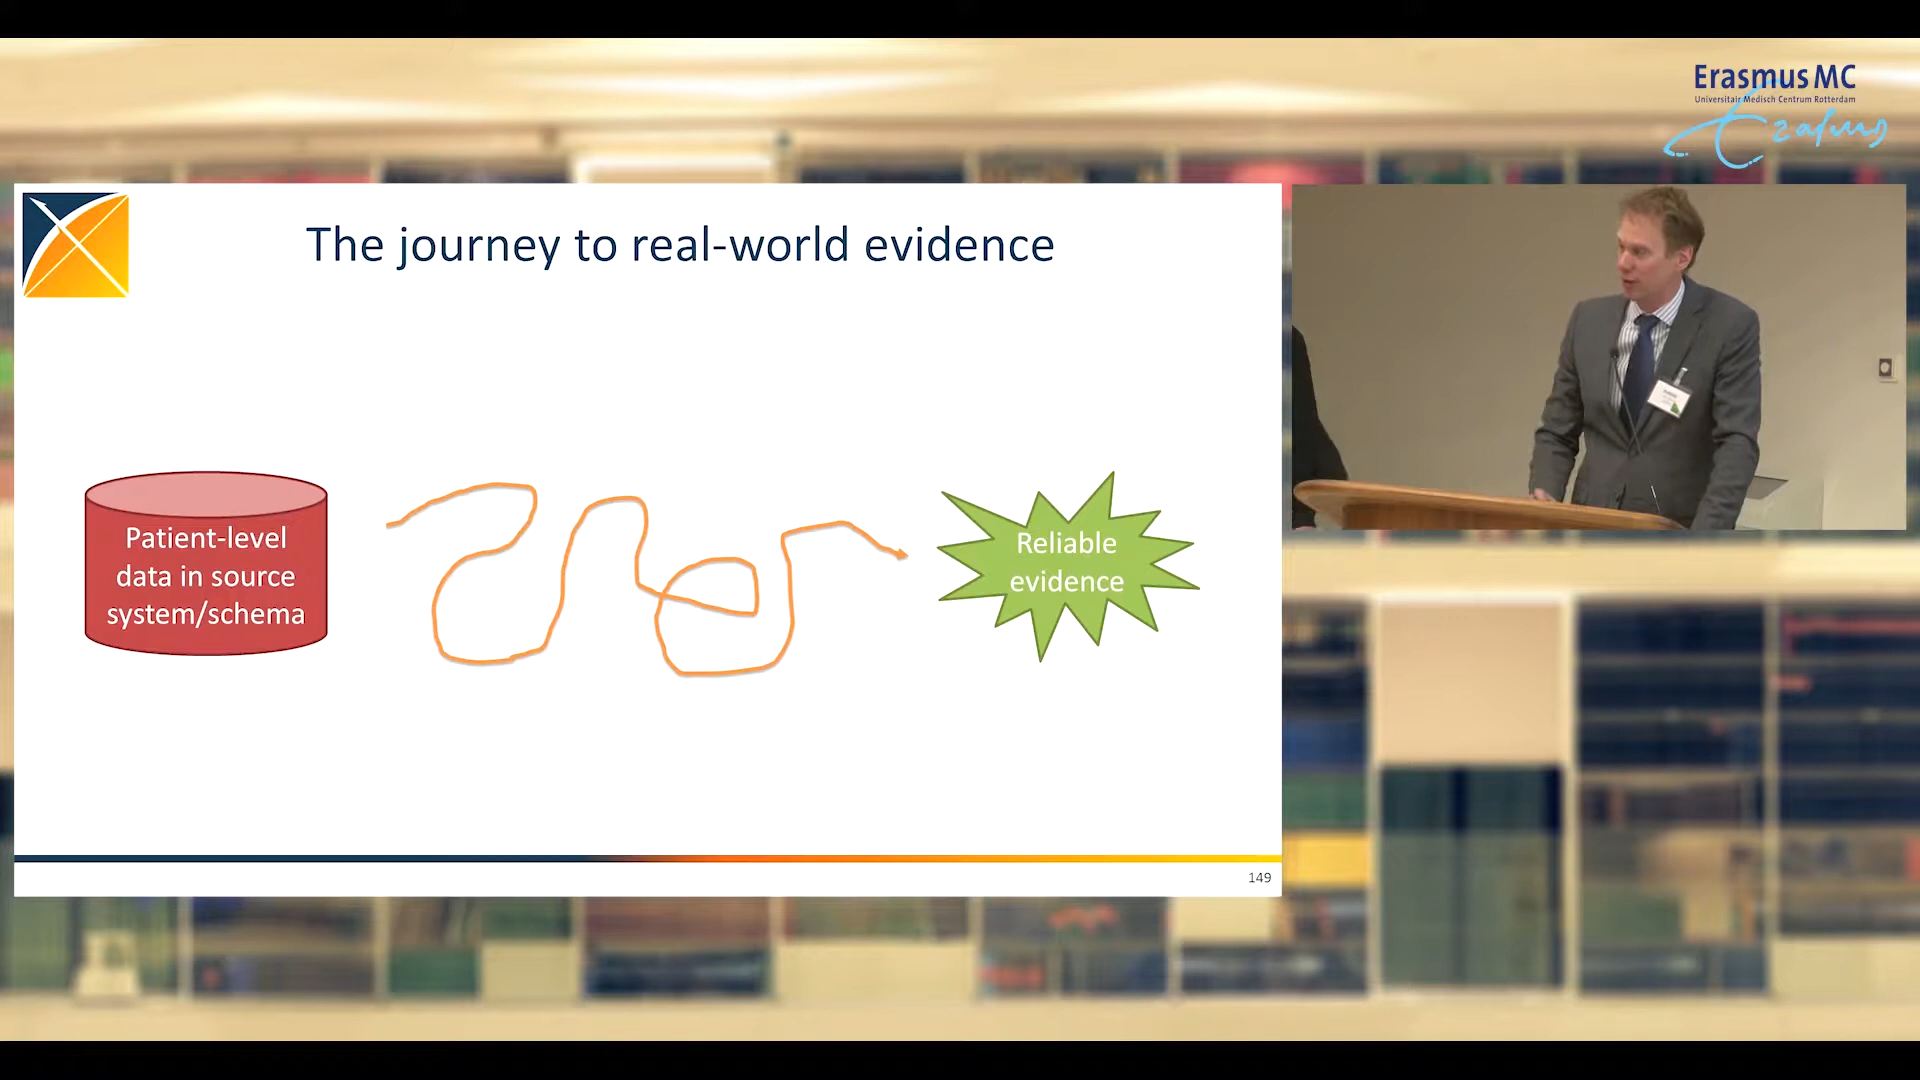 Erasmus MC
Universitair Medisch Centrum Rotterdam
Erasmus
The journey to real-world evidence
Patient-level
data in source
system/schema
Reliable
evidence
149